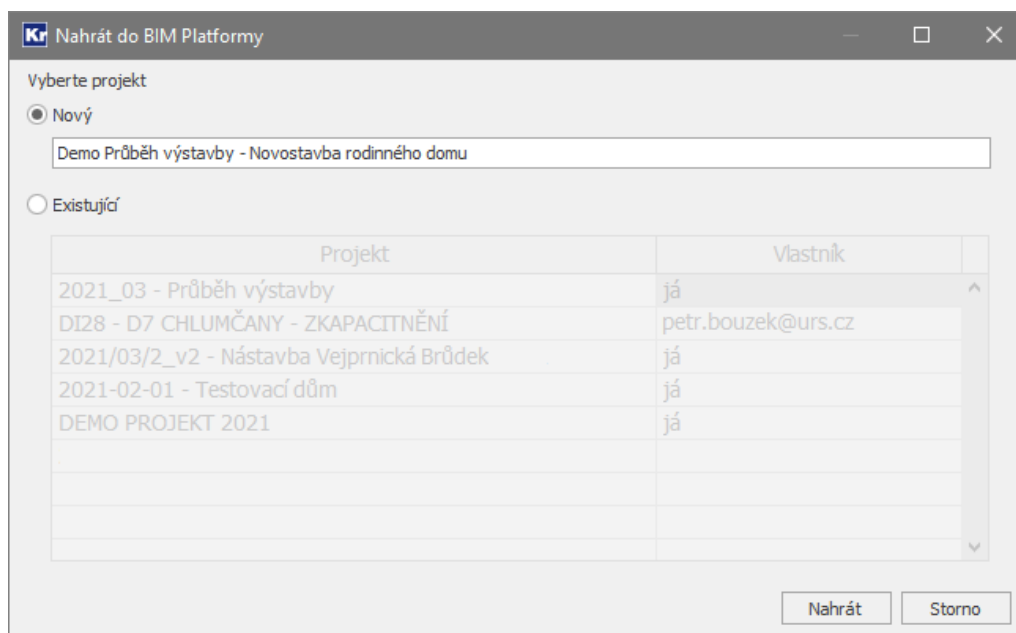 Kr Nahrát do BIM Platformy
Vyberte projekt
Nový
Demo Průběh výstavby - Novostavba rodinného domu
Existující
Projekt Vlastník
2021_03 - Průběh výstavby já
DI28 - D7 CHLUMČANY - ZKAPACITNĚNÍ petr.bouzek@urs.cz
2021/03/2_v2 - Nástavba Vejprnická Brůdek já
2021-02-01 - Testovací dům já
DEMO PROJEKT 2021 já
Nahrát Storno